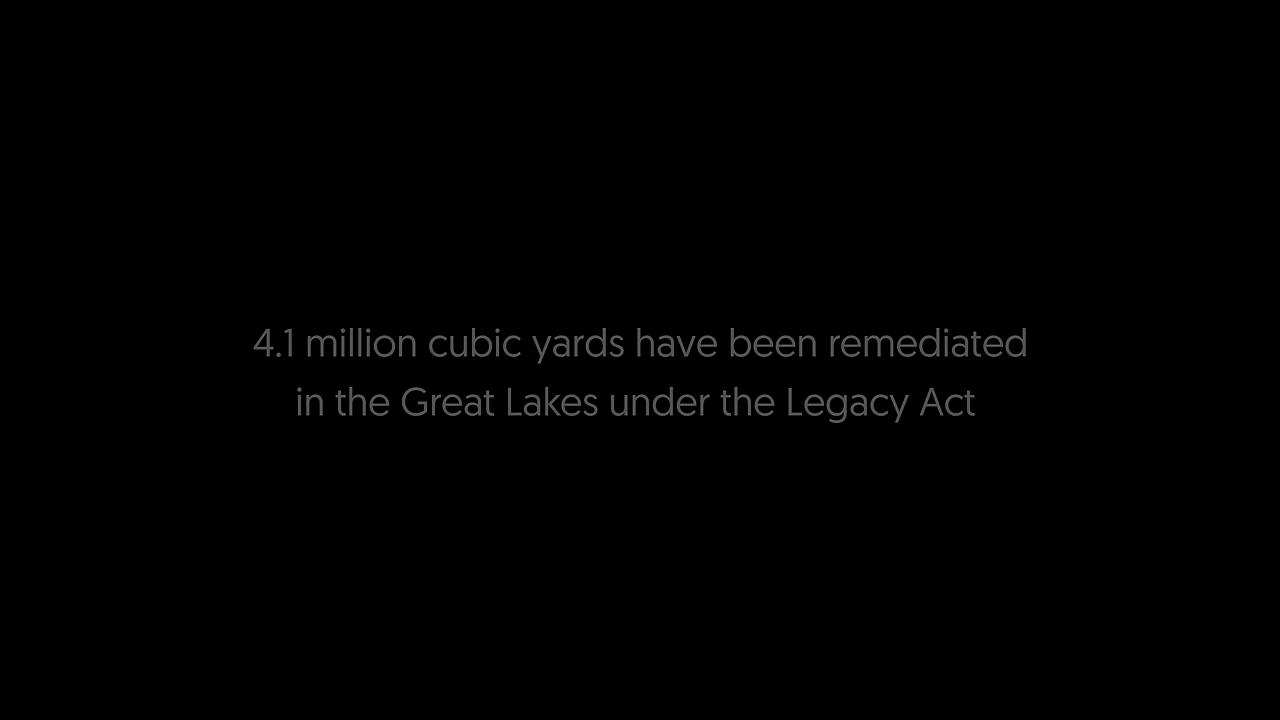 4.1 million cubic yards have been remediated
in the Great Lakes under the Legacy Act